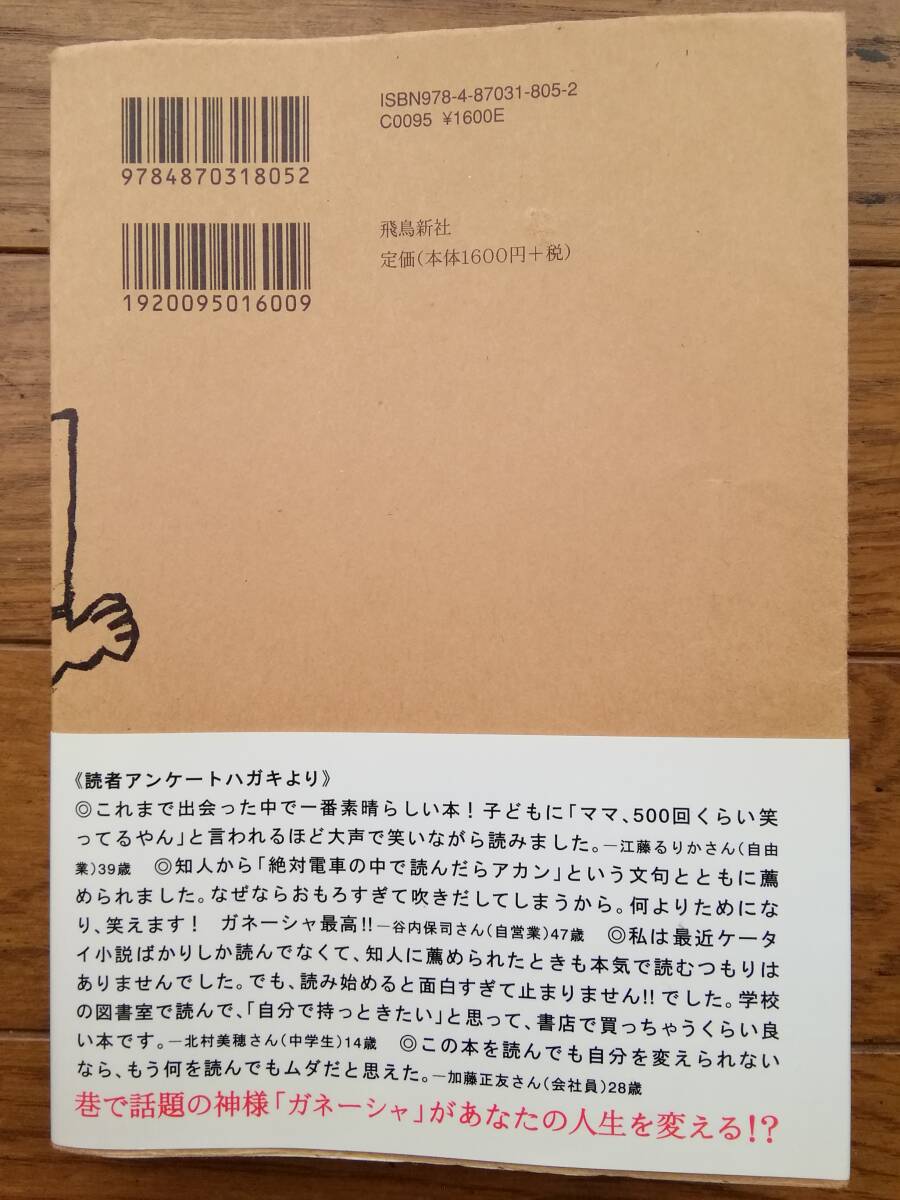 ISBN978-4-87031-805-2
C0095 ¥1600E
9784870318052
飛鳥新社
定価(本体1600円+税)
1920095016009
《読者アンケートハガキより》
◎これまで出会った中で一番素晴らしい本!子どもに「ママ、500回くらい笑
ってるやん」と言われるほど大声で笑いながら読みました。—江藤るりかさん(自由
業)39歳 ◎知人から「絶対電車の中で読んだらアカン」という文句とともに薦
められました。なぜならおもろすぎて吹きだしてしまうから。何よりためにな
り、笑えます! ガネーシャ最高!!—谷内保司さん(自営業)47歳 ◎私は最近ケータ
イ小説ばかりしか読んでなくて、知人に薦められたときも本気で読むつもりは
ありませんでした。でも、読み始めると面白すぎて止まりません!!でした。学校
の図書室で読んで、「自分で持っときたい」と思って、書店で買っちゃうくらい良
い本です。—北村美穂さん(中学生)14歳 ◎この本を読んでも自分を変えられない
なら、もう何を読んでもムダだと思えた。—加藤正友さん(会社員)28歳
巷で話題の神様「ガネーシャ」があなたの人生を変える!?